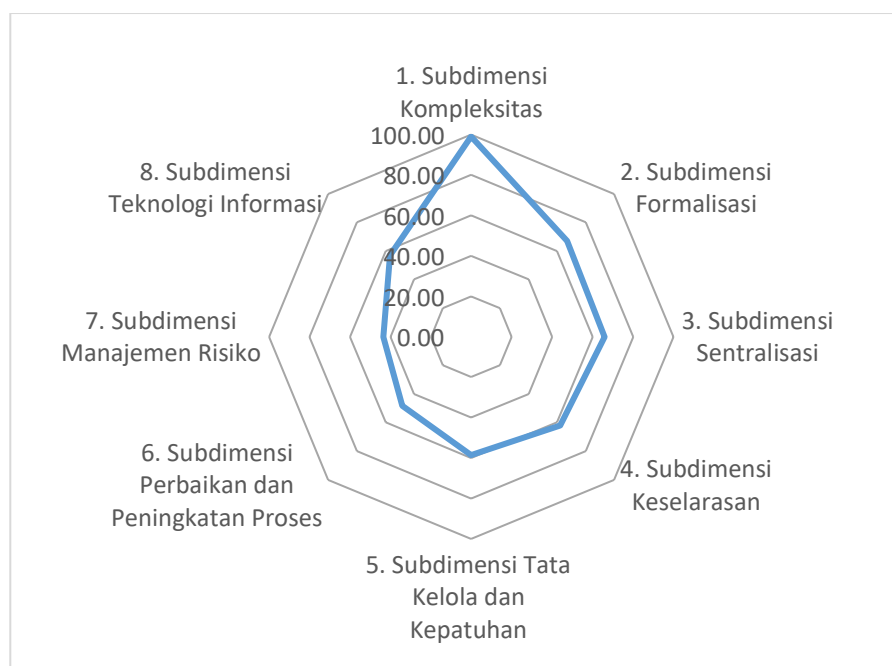 1. Subdimensi
Kompleksitas
2. Subdimensi
Formalisasi
3. Subdimensi
Sentralisasi
4. Subdimensi
Keselarasan
5. Subdimensi Tata
Kelola dan
Kepatuhan
6. Subdimensi
Perbaikan dan
Peningkatan Proses
7. Subdimensi
Manajemen Risiko
8. Subdimensi
Teknologi Informasi
100.00
80.00
60.00
40.00
20.00
0.00